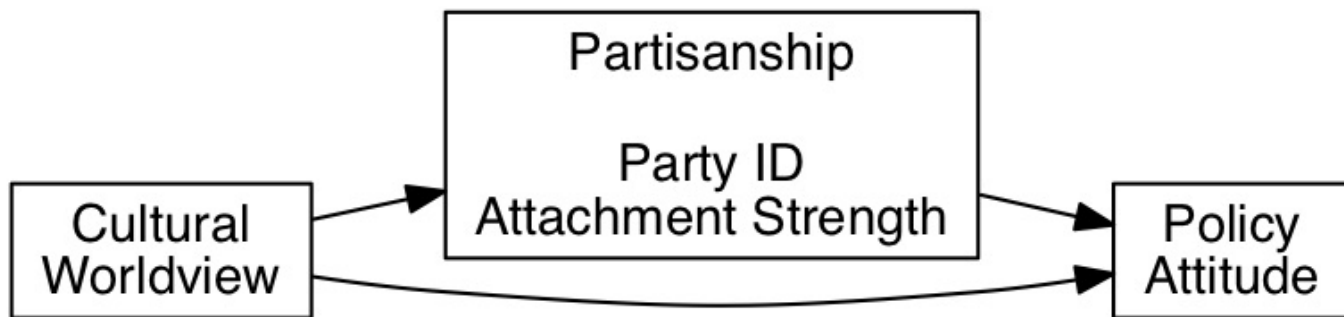 Cultural
Worldview
Partisanship
Party ID
Attachment Strength
Policy
Attitude